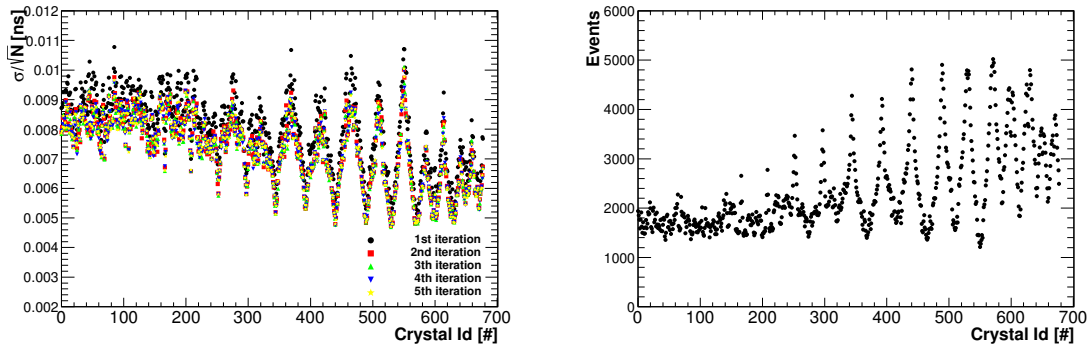 σ/√N [ns]
0.012
0.011
0.01
0.009
0.008
0.007
0.006
0.005
0.004
0.003
0.002
1st iteration
2nd iteration
3th iteration
4th iteration
5th iteration
0 100 200 300 400 500 600 700
Crystal Id [#]
Events
6000
5000
4000
3000
2000
1000
0
0 100 200 300 400 500 600 700
Crystal Id [#]